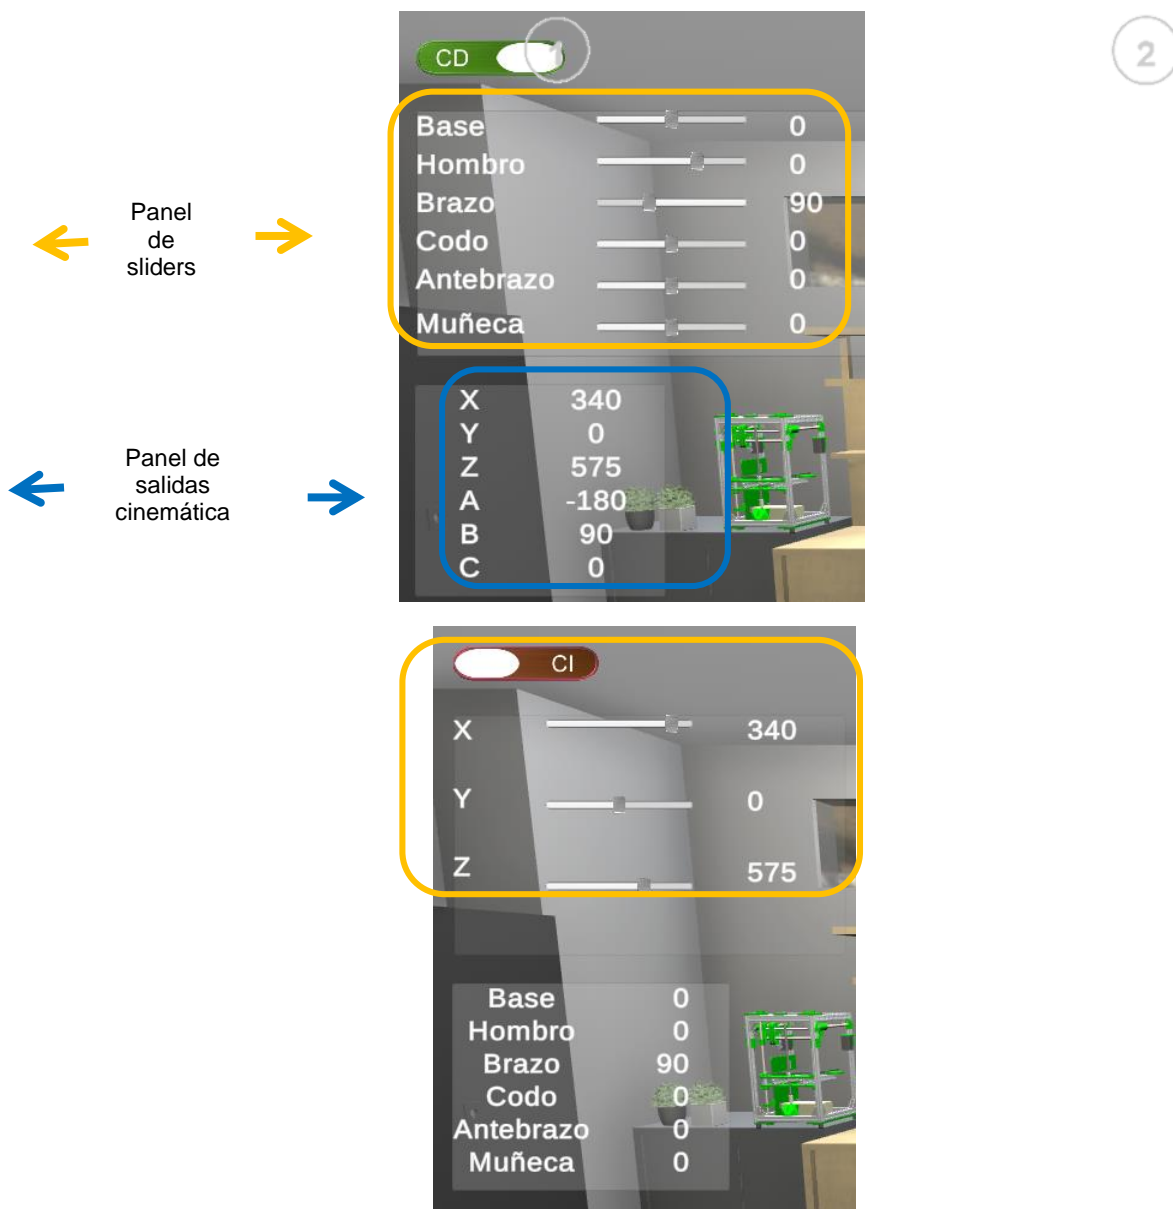 CD
1
2
Base 0
Hombro 0
Brazo 90
Codo 0
Antebrazo 0
Muñeca 0
Panel
de
sliders
X 340
Y 0
Z 575
A -180
B 90
C 0
Panel de
salidas
cinemática
CI
X 340
Y 0
Z 575
Base 0
Hombro 0
Brazo 90
Codo 0
Antebrazo 0
Muñeca 0